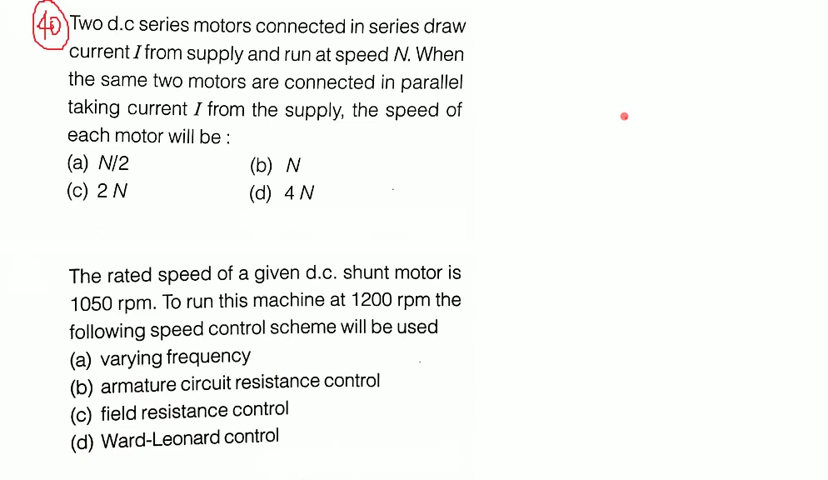 40 Two d.c series motors connected in series draw
current I from supply and run at speed N. When
the same two motors are connected in parallel
taking current I from the supply, the speed of
each motor will be :
(a) N/2 (b) N
(c) 2 N (d) 4 N
The rated speed of a given d.c. shunt motor is
1050 rpm. To run this machine at 1200 rpm the
following speed control scheme will be used
(a) varying frequency
(b) armature circuit resistance control
(c) field resistance control
(d) Ward-Leonard control